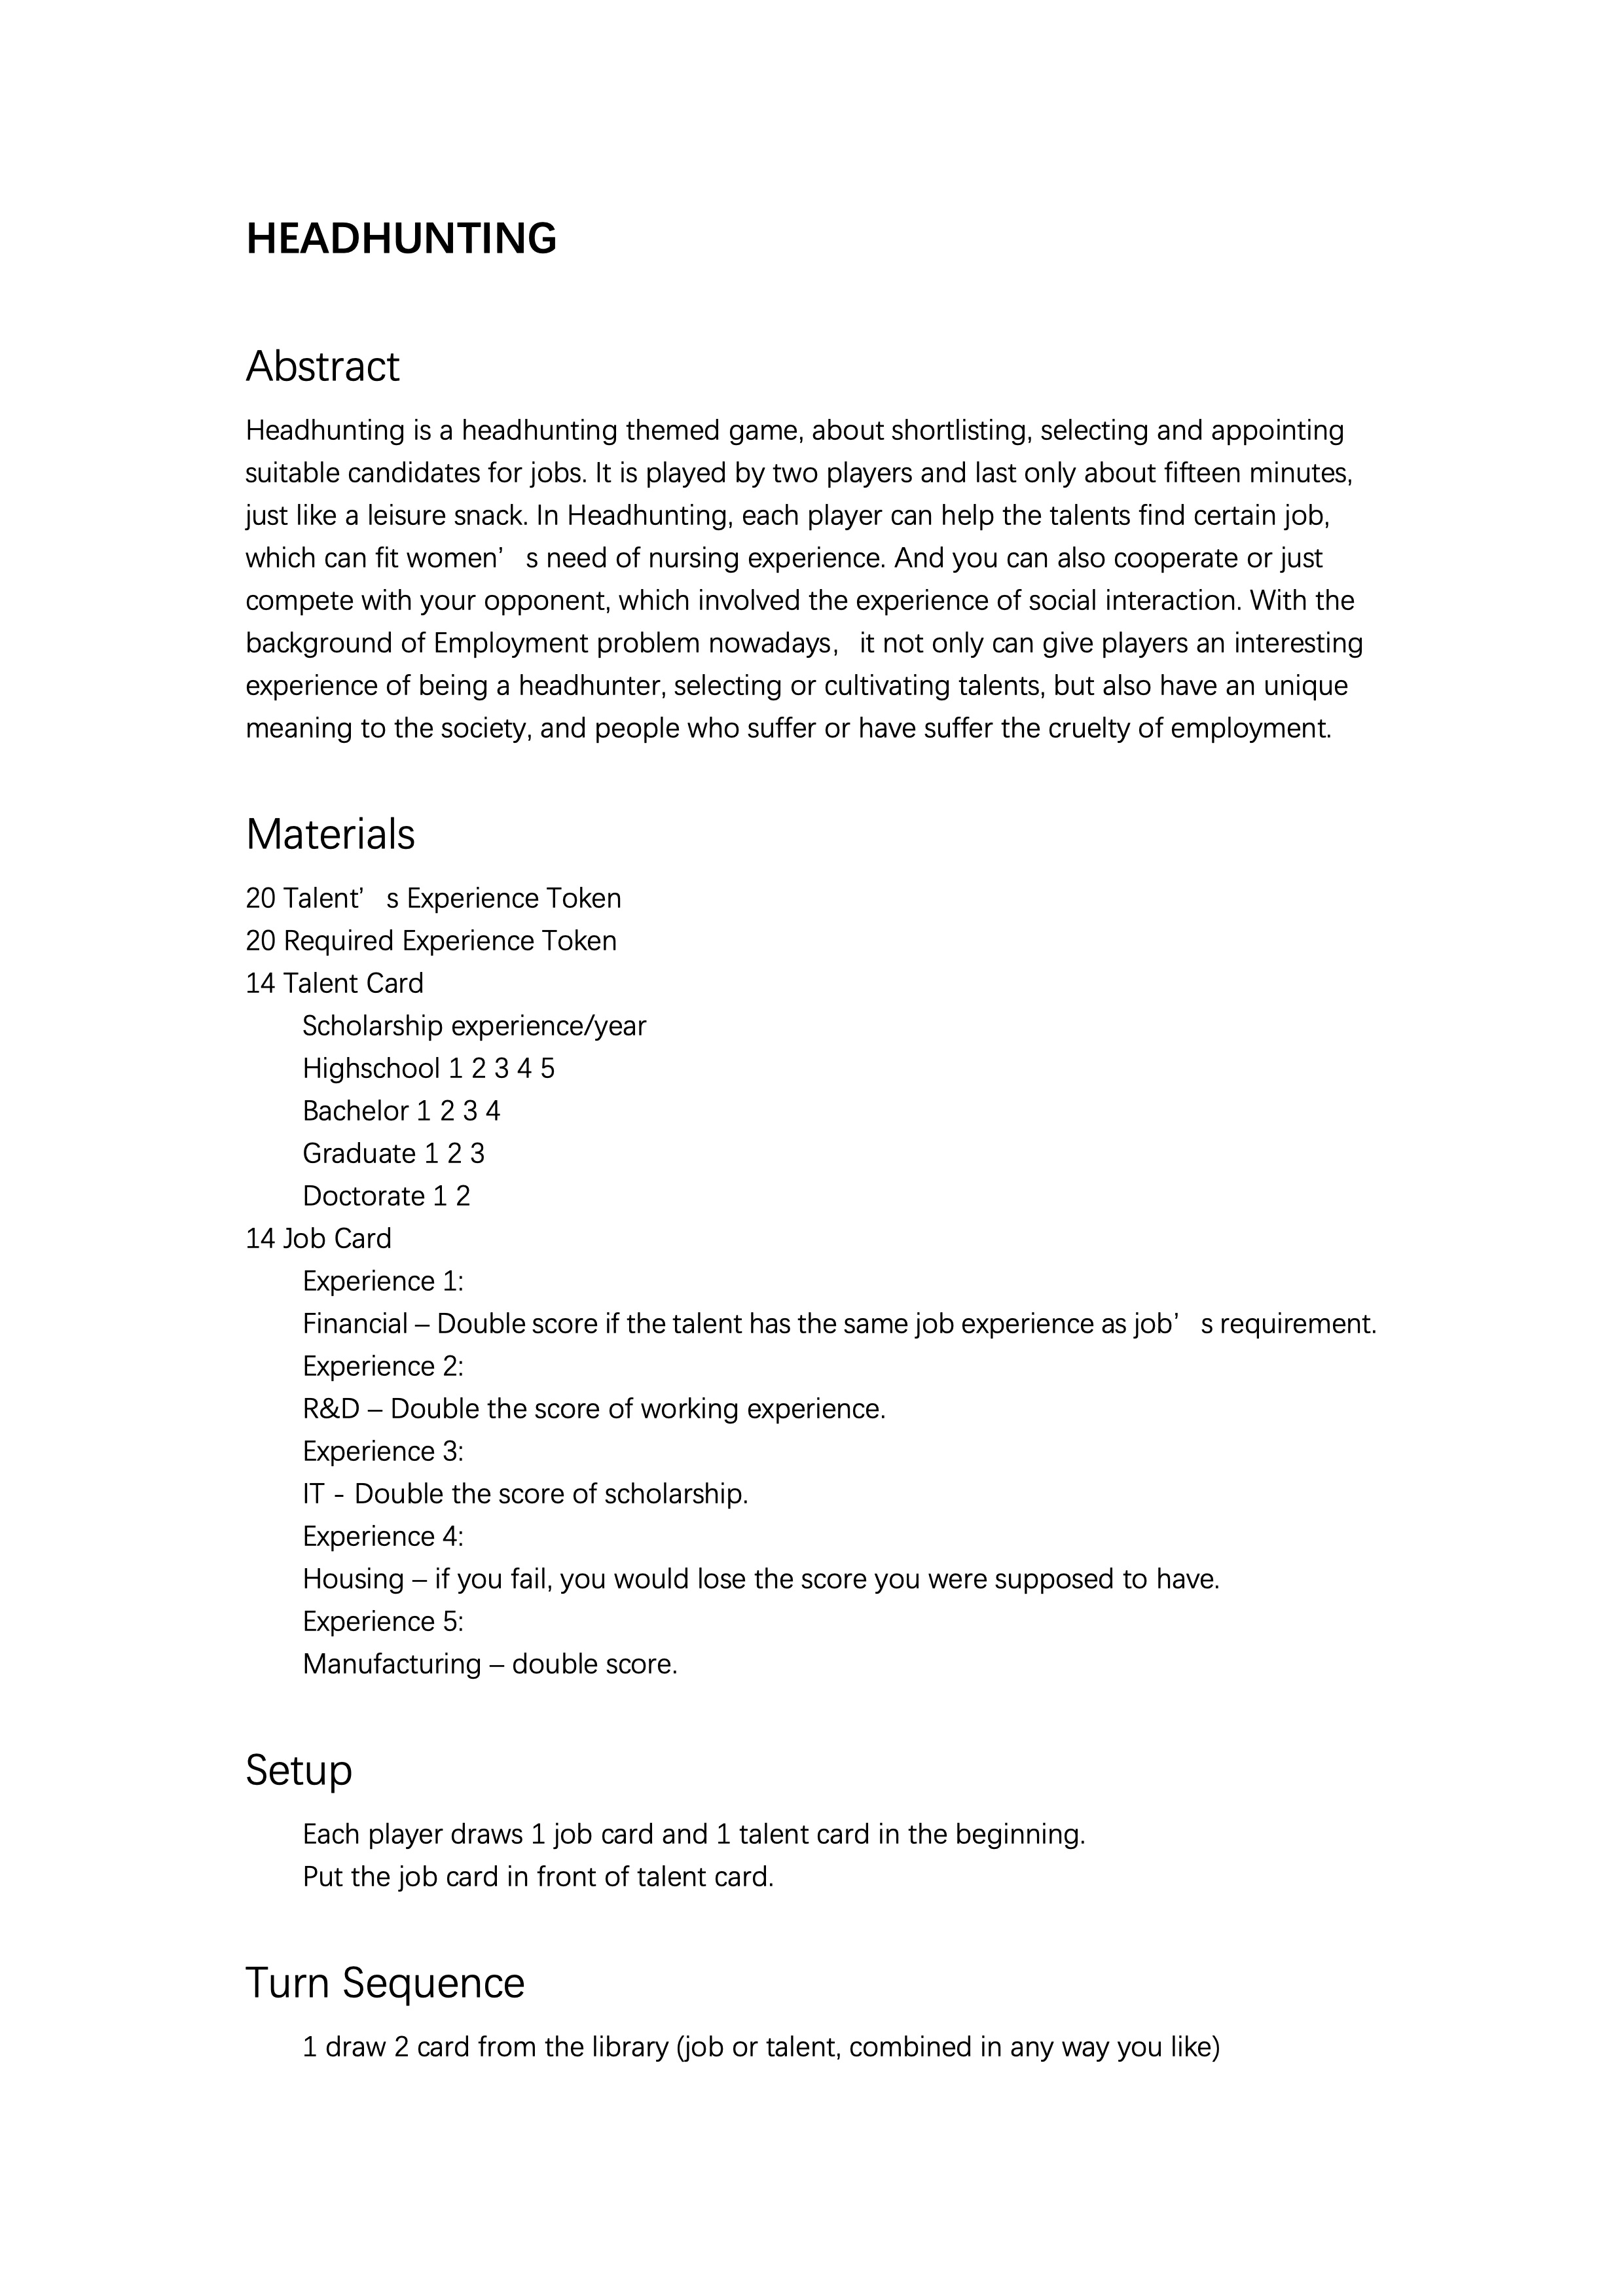 HEADHUNTING
Abstract
Headhunting is a headhunting themed game, about shortlisting, selecting and appointing
suitable candidates for jobs. It is played by two players and last only about fifteen minutes,
just like a leisure snack. In Headhunting, each player can help the talents find certain job,
which can fit women’s need of nursing experience. And you can also cooperate or just
compete with your opponent, which involved the experience of social interaction. With the
background of Employment problem nowadays, it not only can give players an interesting
experience of being a headhunter, selecting or cultivating talents, but also have an unique
meaning to the society, and people who suffer or have suffer the cruelty of employment.
Materials
20 Talent’s Experience Token
20 Required Experience Token
14 Talent Card
Scholarship experience/year
Highschool 1 2 3 4 5
Bachelor 1 2 3 4
Graduate 1 2 3
Doctorate 1 2
14 Job Card
Experience 1:
Financial – Double score if the talent has the same job experience as job’s requirement.
Experience 2:
R&D – Double the score of working experience.
Experience 3:
IT - Double the score of scholarship.
Experience 4:
Housing – if you fail, you would lose the score you were supposed to have.
Experience 5:
Manufacturing – double score.
Setup
Each player draws 1 job card and 1 talent card in the beginning.
Put the job card in front of talent card.
Turn Sequence
1 draw 2 card from the library (job or talent, combined in any way you like)